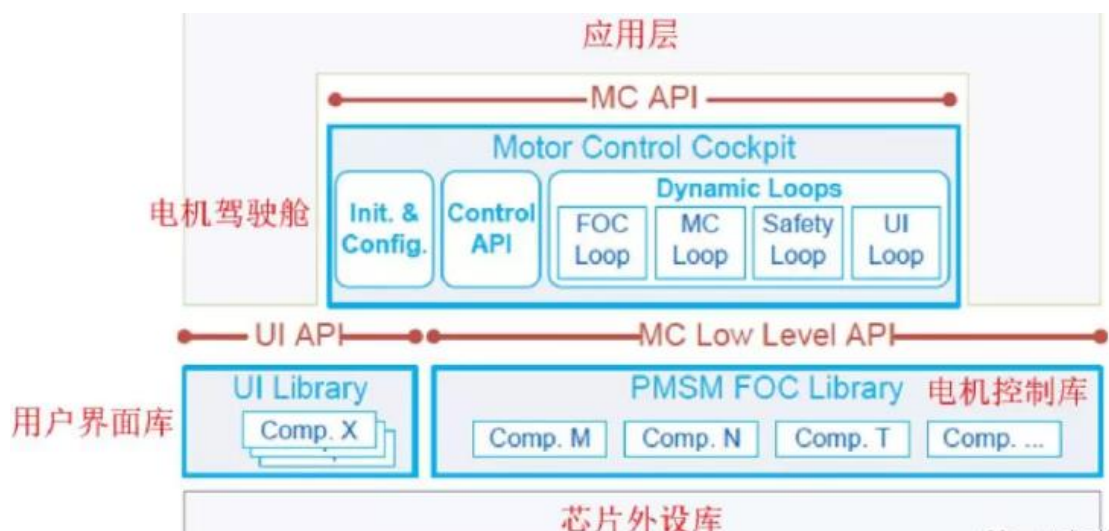 应用层
MC API
Motor Control Cockpit
电机驾驶舱
Init. &
Config.
Control
API
Dynamic Loops
FOC
Loop
MC
Loop
Safety
Loop
UI
Loop
UI API
MC Low Level API
用户界面库
UI Library
Comp. X
PMSM FOC Library
电机控制库
Comp. M
Comp. N
Comp. T
Comp. ...
芯片外设库